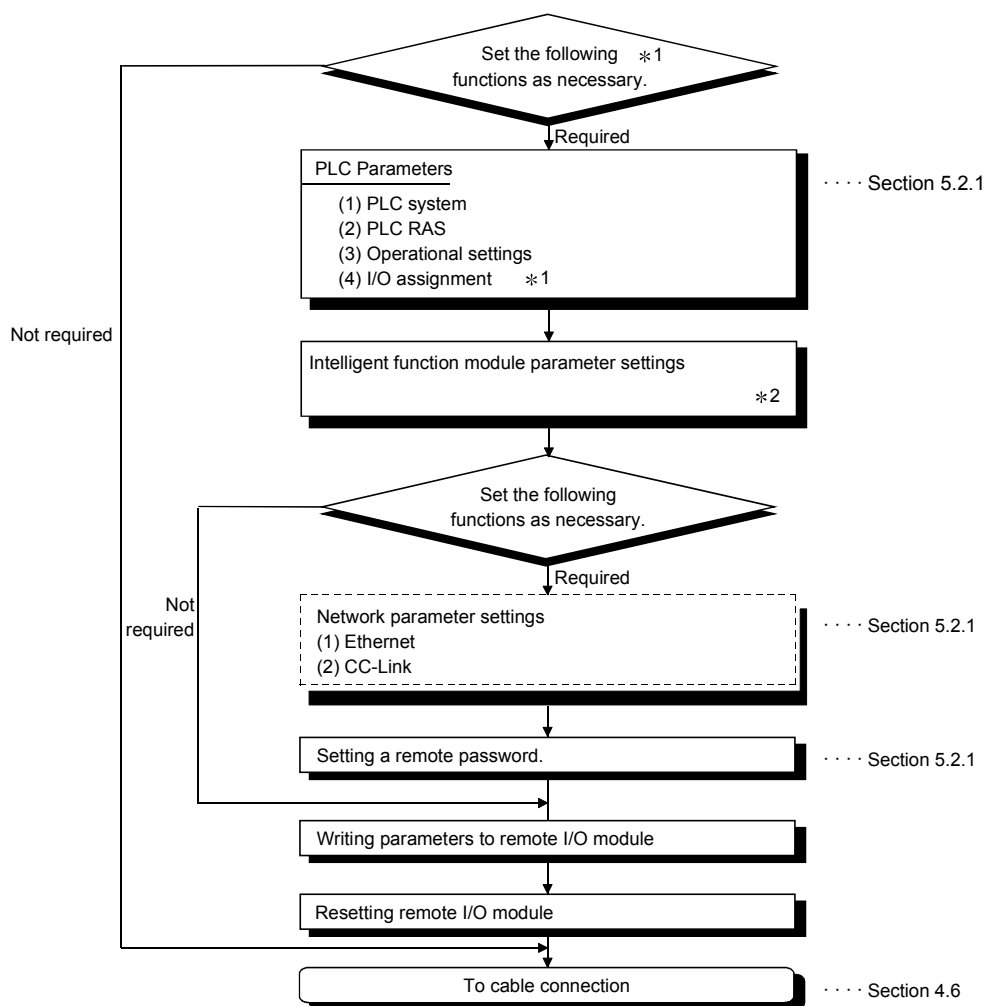 Set the following *1
functions as necessary.
Required
PLC Parameters
(1) PLC system
(2) PLC RAS
(3) Operational settings
(4) I/O assignment *1
· · · · Section 5.2.1
Not required
Intelligent function module parameter settings
*2
Set the following
functions as necessary.
Required
Not
required
Network parameter settings
(1) Ethernet
(2) CC-Link
· · · · Section 5.2.1
Setting a remote password.
· · · · Section 5.2.1
Writing parameters to remote I/O module
Resetting remote I/O module
To cable connection
· · · · Section 4.6